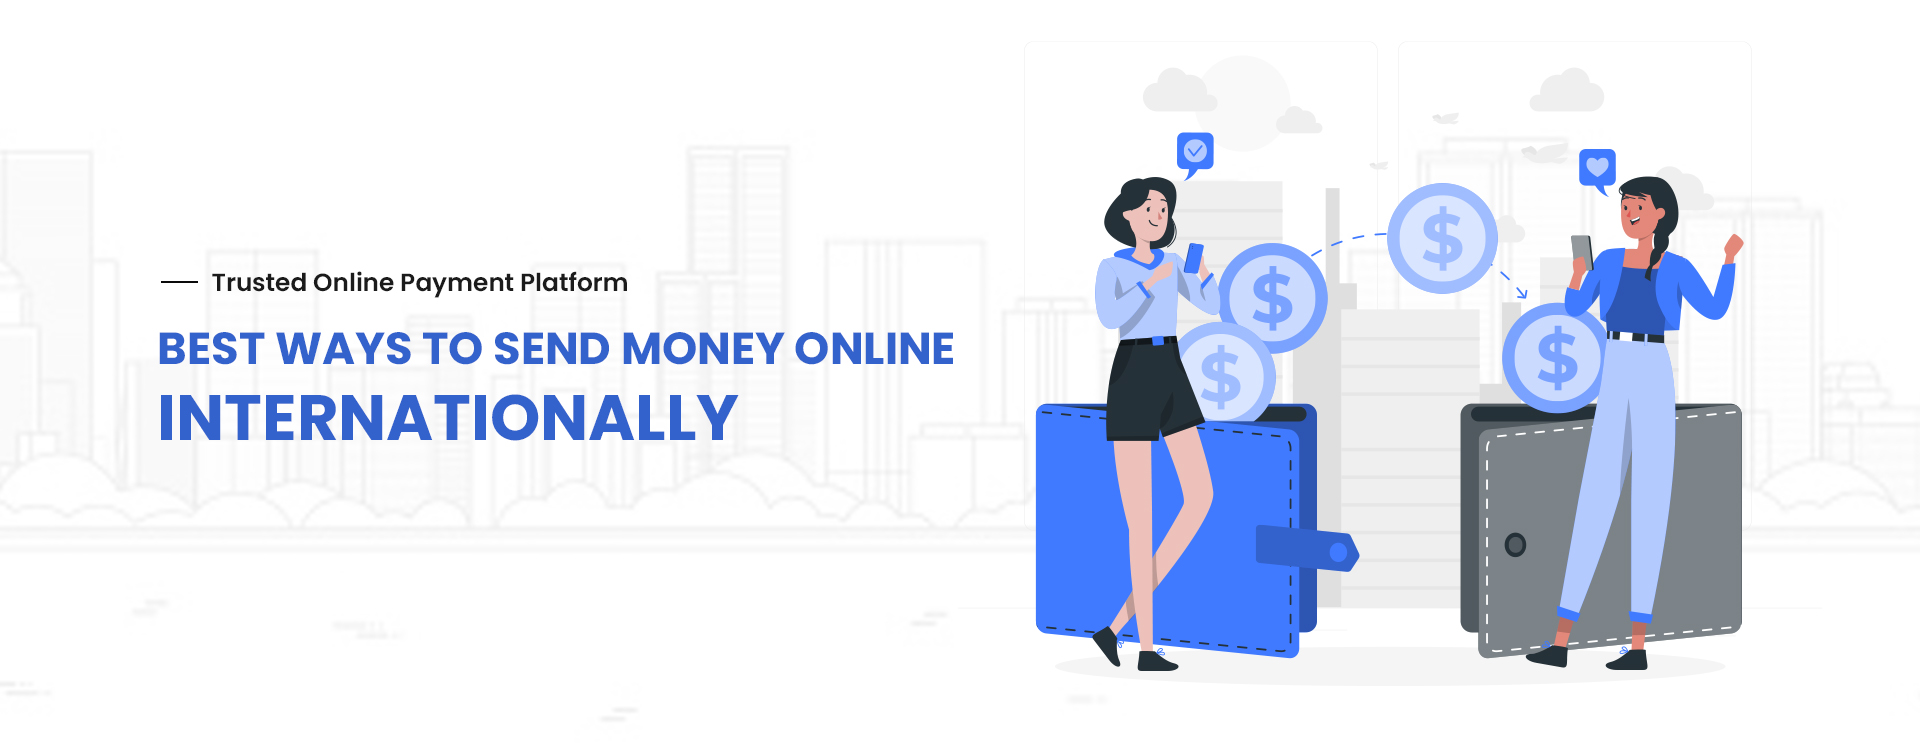 Trusted Online Payment Platform
BEST WAYS TO SEND MONEY ONLINE
INTERNATIONALLY
$
$
$
$